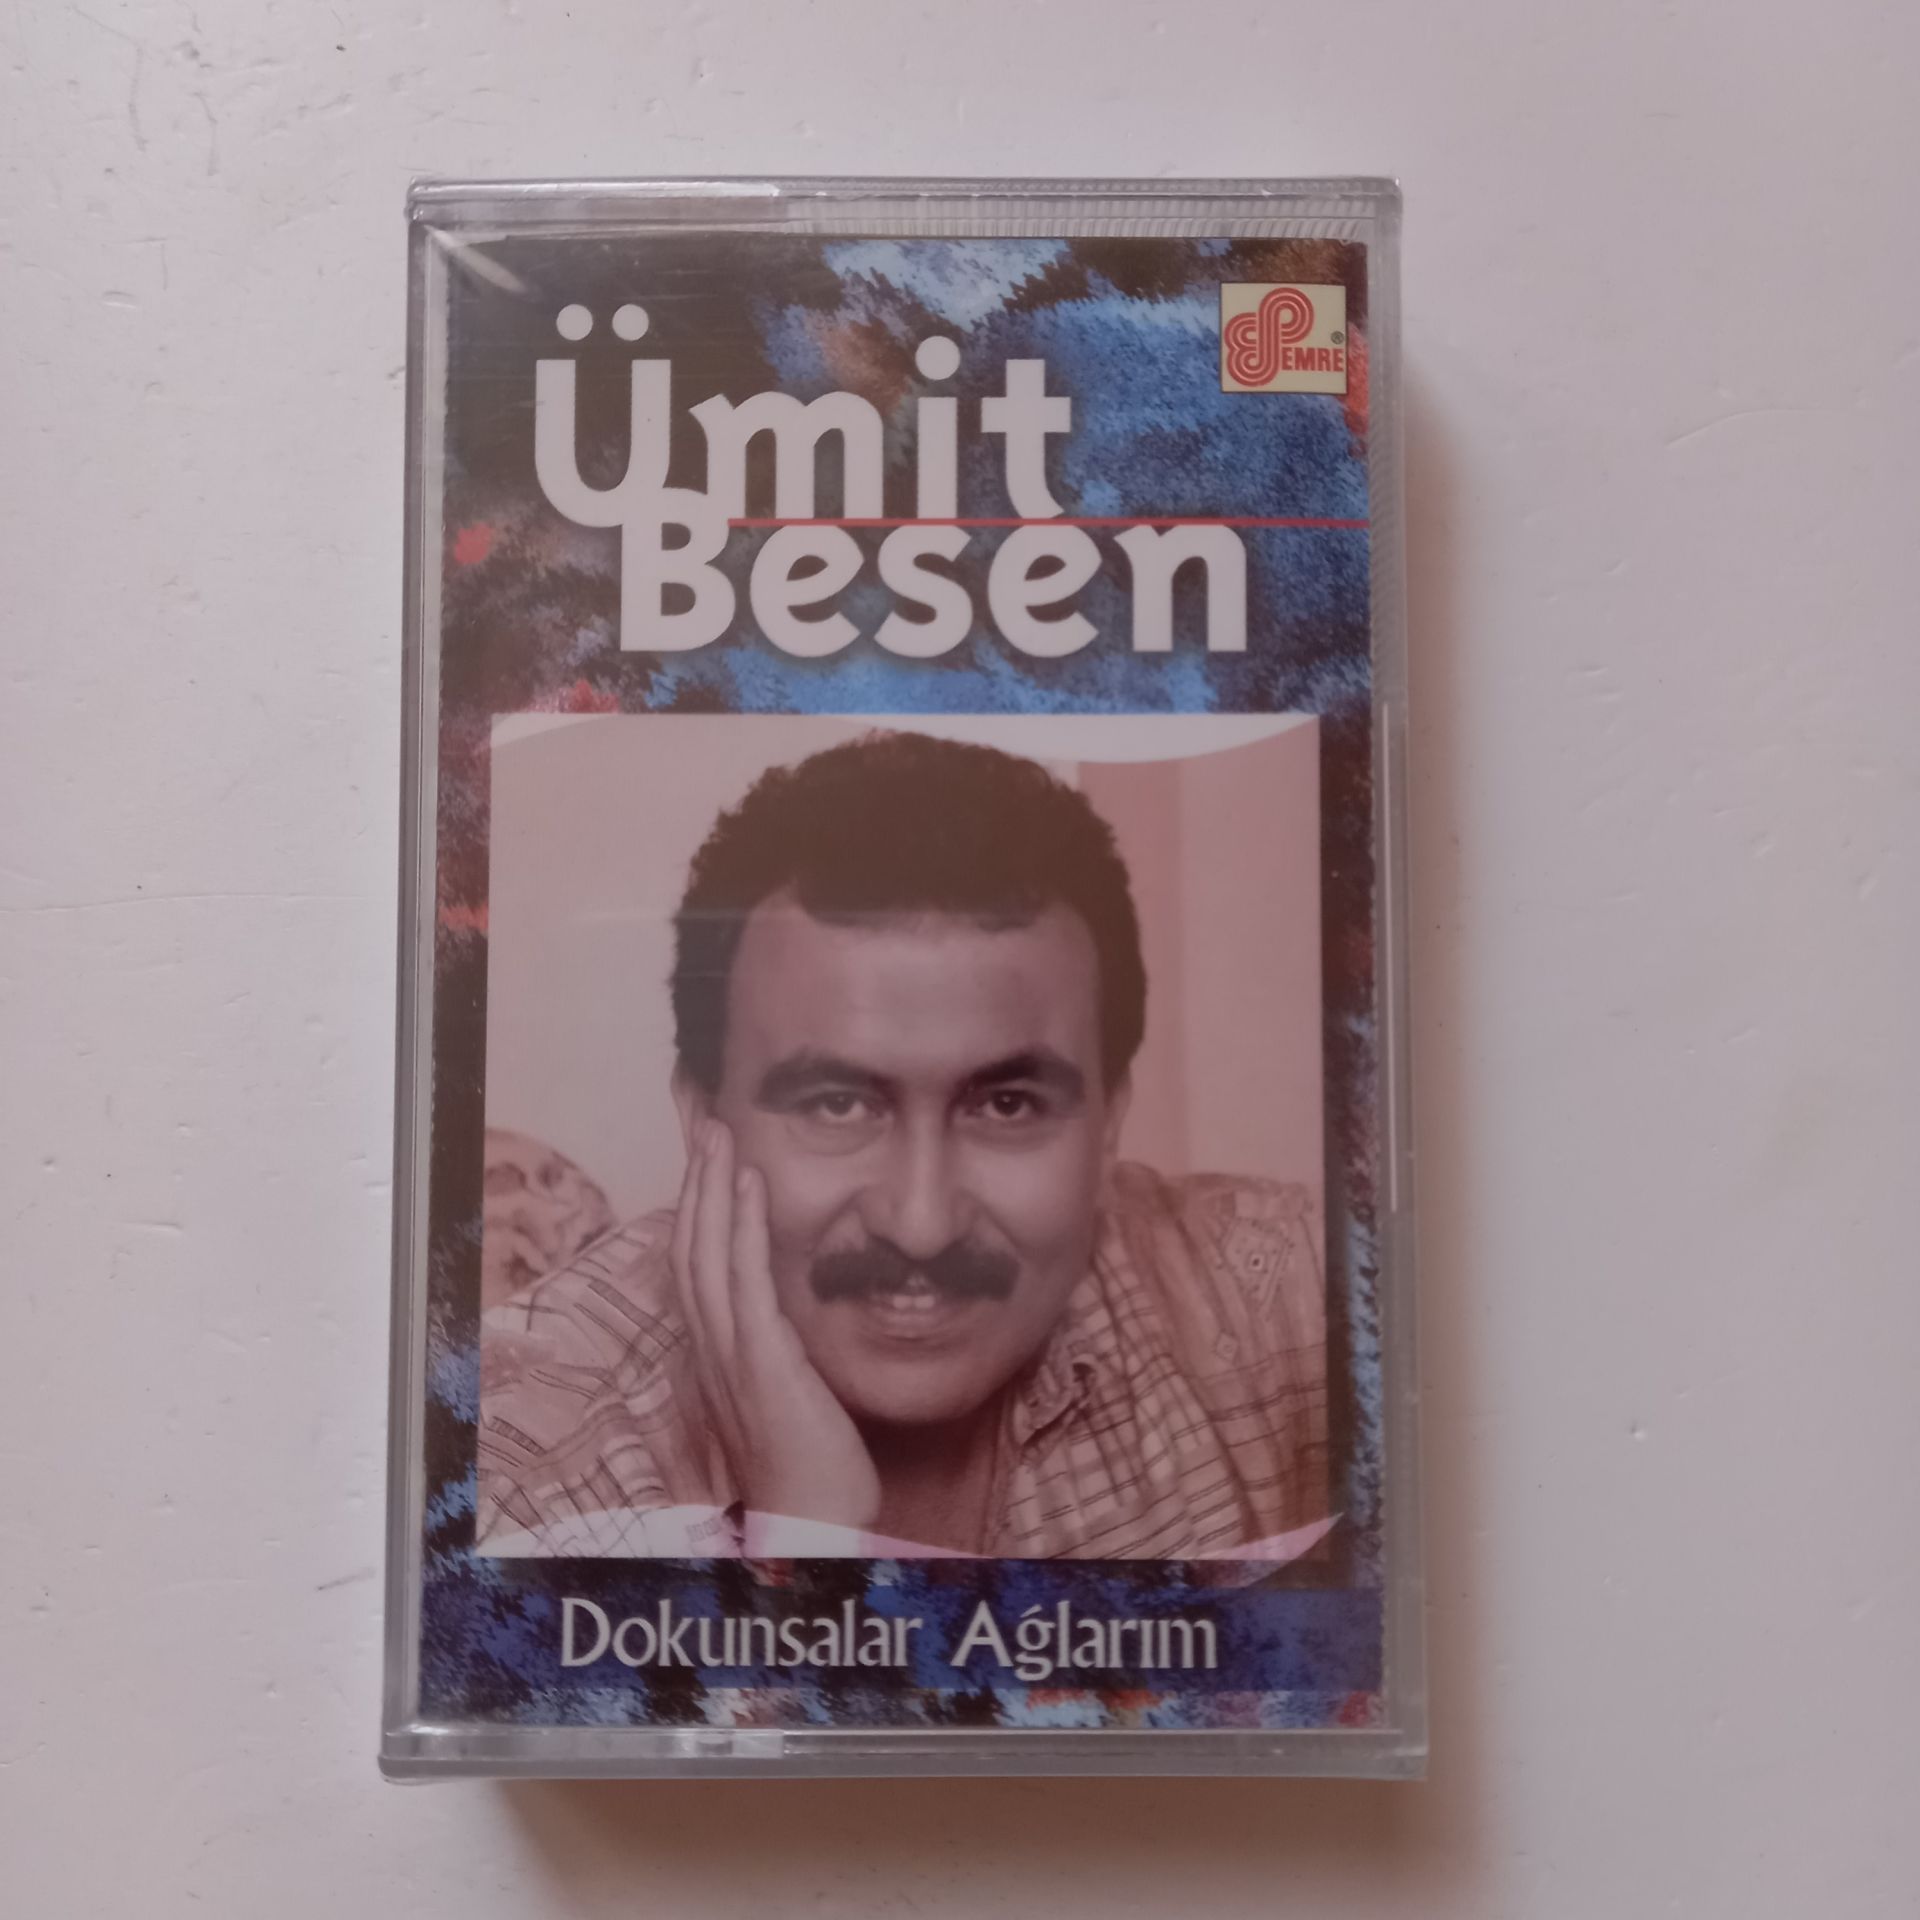 Ümit
Besen
EMRE
Dokunsalar Ağlarım